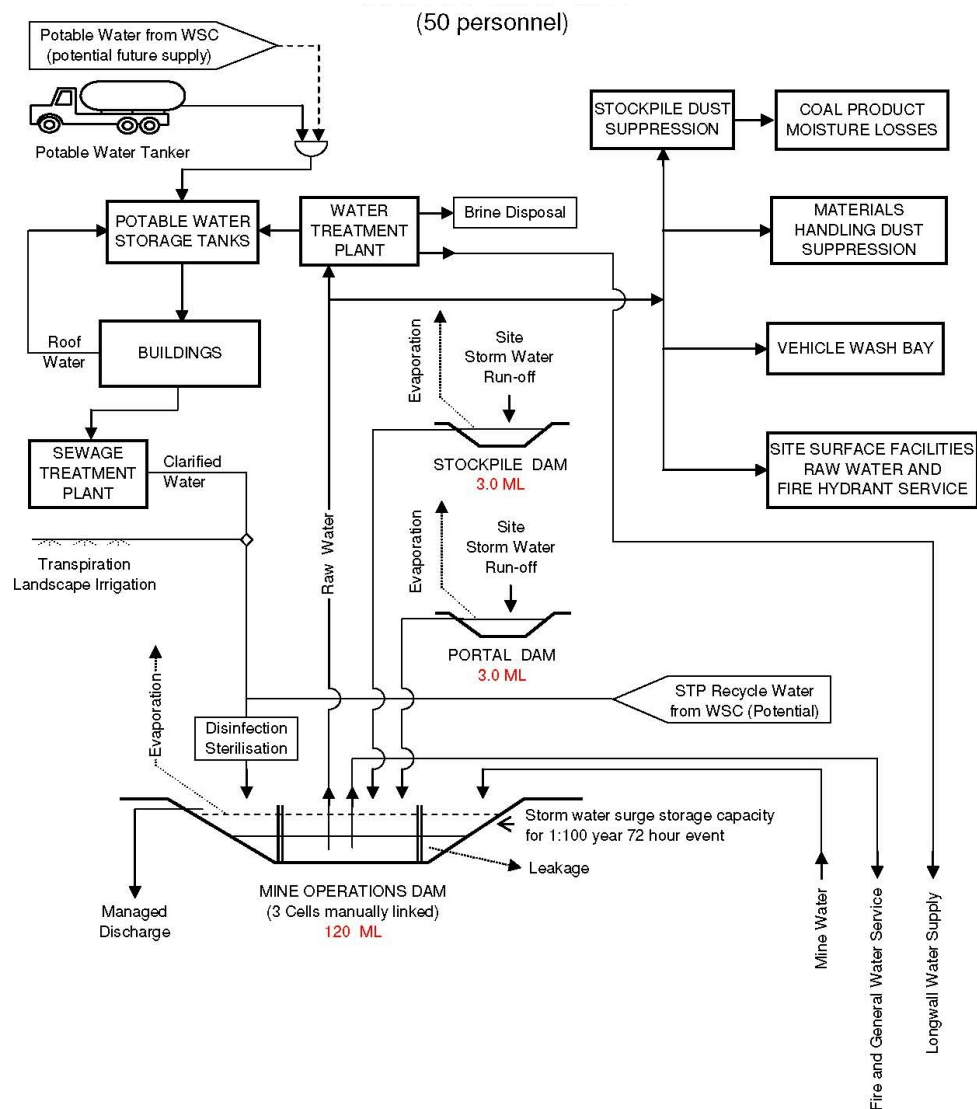 (50 personnel)
Potable Water from WSC
(potential future supply)
Potable Water Tanker
STOCKPILE DUST
SUPPRESSION
COAL PRODUCT
MOISTURE LOSSES
POTABLE WATER
STORAGE TANKS
WATER
TREATMENT
PLANT
Brine Disposal
MATERIALS
HANDLING DUST
SUPPRESSION
Roof
Water
BUILDINGS
Evaporation
Site
Storm Water
Run-off
VEHICLE WASH BAY
SEWAGE
TREATMENT
PLANT
Clarified
Water
STOCKPILE DAM
3.0 ML
SITE SURFACE FACILITIES
RAW WATER AND
FIRE HYDRANT SERVICE
Raw Water
Transpiration
Landscape Irrigation
Evaporation
Site
Storm Water
Run-off
PORTAL DAM
3.0 ML
Evaporation
STP Recycle Water
from WSC (Potential)
Disinfection
Sterilisation
Storm water surge storage capacity
for 1:100 year 72 hour event
Leakage
MINE OPERATIONS DAM
(3 Cells manually linked)
120 ML
Managed
Discharge
Mine Water
Fire and General Water Service
Longwall Water Supply